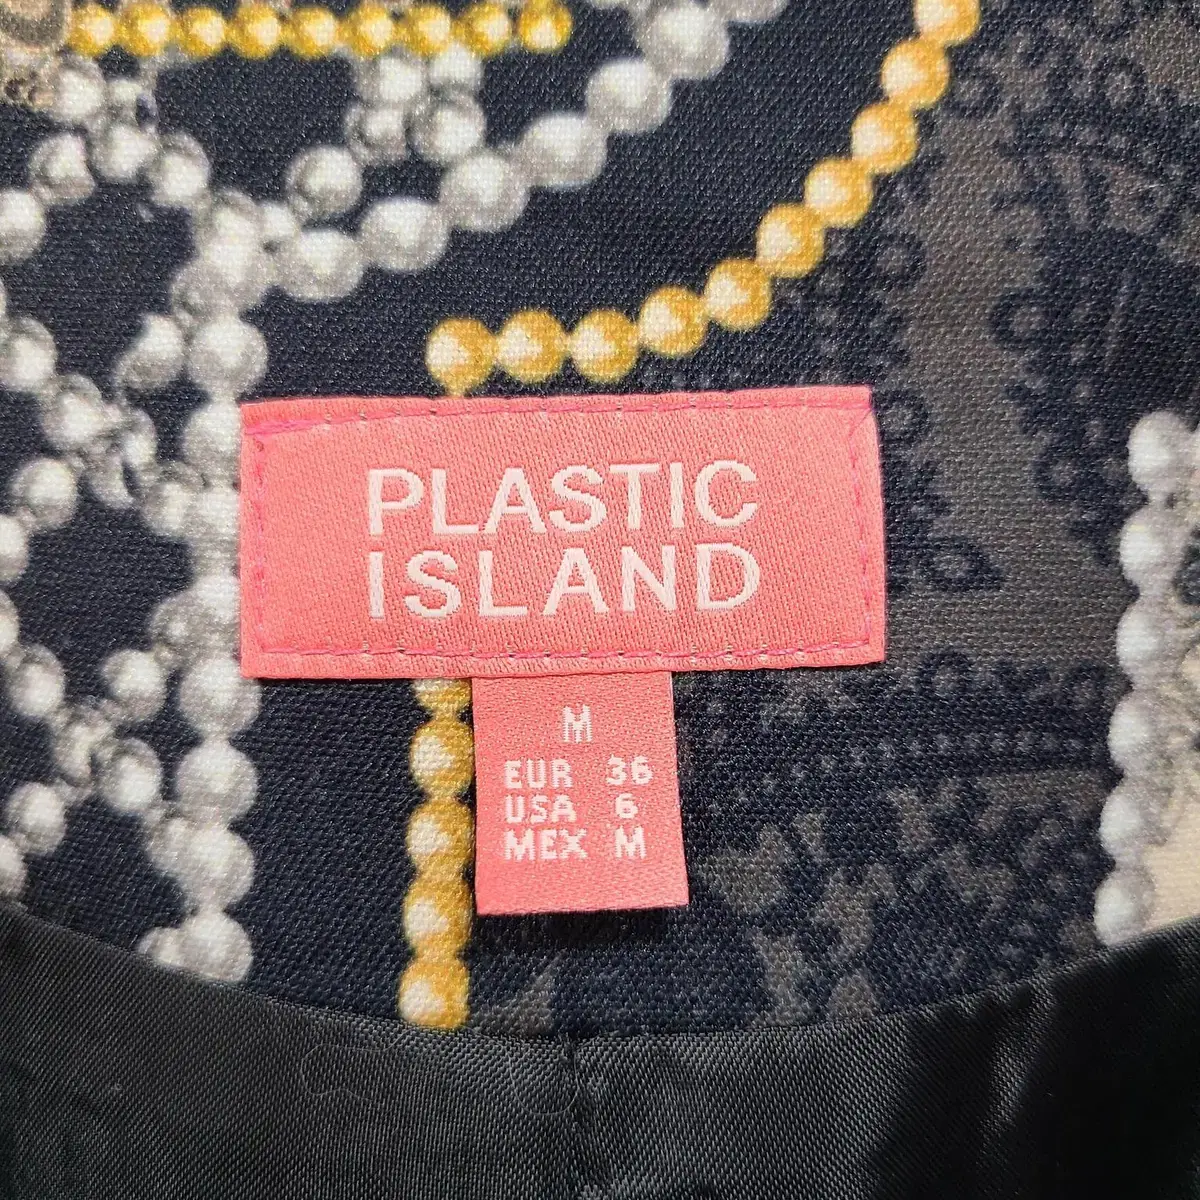 PLASTIC
ISLAND
M
EUR 36
USA 6
MEX M